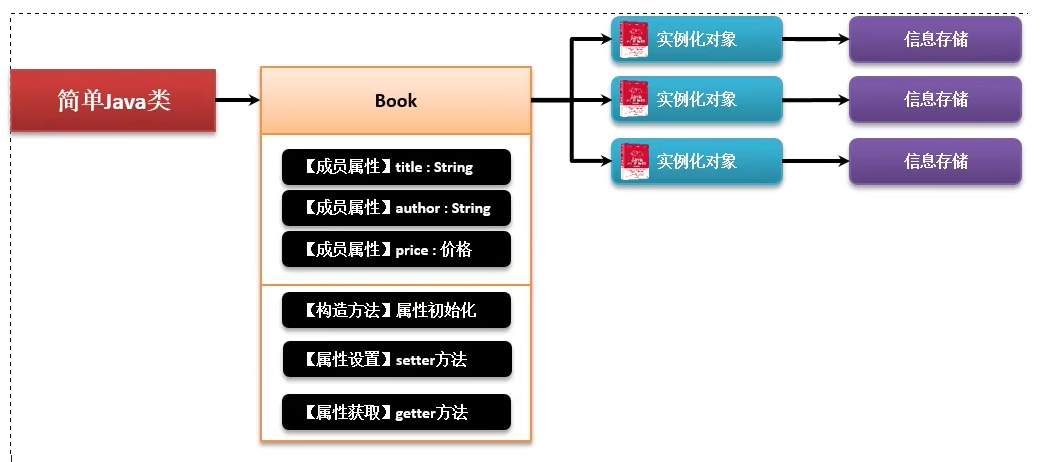 简单Java类
Book
【成员属性】title : String
【成员属性】author : String
【成员属性】price : 价格
【构造方法】属性初始化
【属性设置】setter方法
【属性获取】getter方法
实例化对象
信息存储
实例化对象
信息存储
实例化对象
信息存储